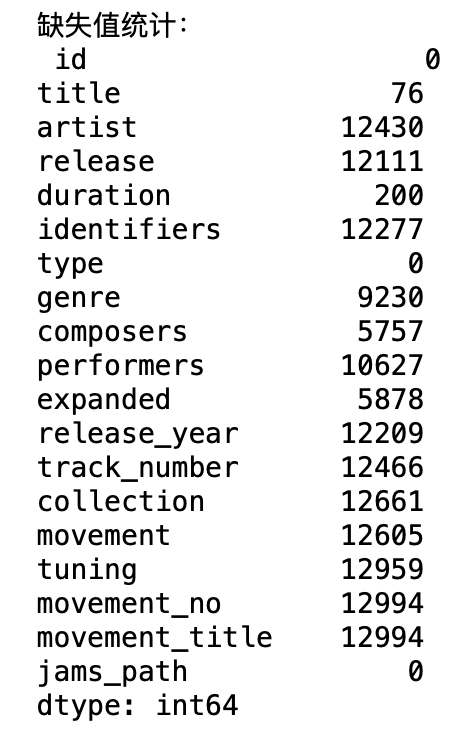 缺失值统计：
id 0
title 76
artist 12430
release 12111
duration 200
identifiers 12277
type 0
genre 9230
composers 5757
performers 10627
expanded 5878
release_year 12209
track_number 12466
collection 12661
movement 12605
tuning 12959
movement_no 12994
movement_title 12994
jams_path 0
dtype: int64